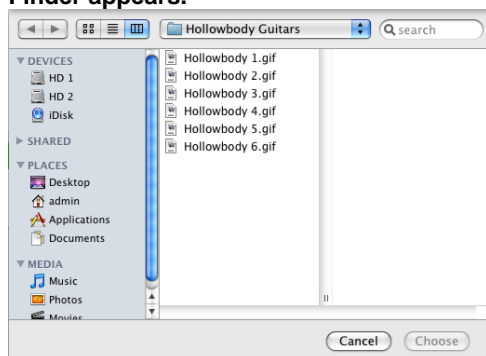 Finder appears.
Hollowbody Guitars
search
DEVICES
HD 1
HD 2
iDisk
SHARED
PLACES
Desktop
admin
Applications
Documents
MEDIA
Music
Photos
Movies
Hollowbody 1.gif
Hollowbody 2.gif
Hollowbody 3.gif
Hollowbody 4.gif
Hollowbody 5.gif
Hollowbody 6.gif
Cancel
Choose